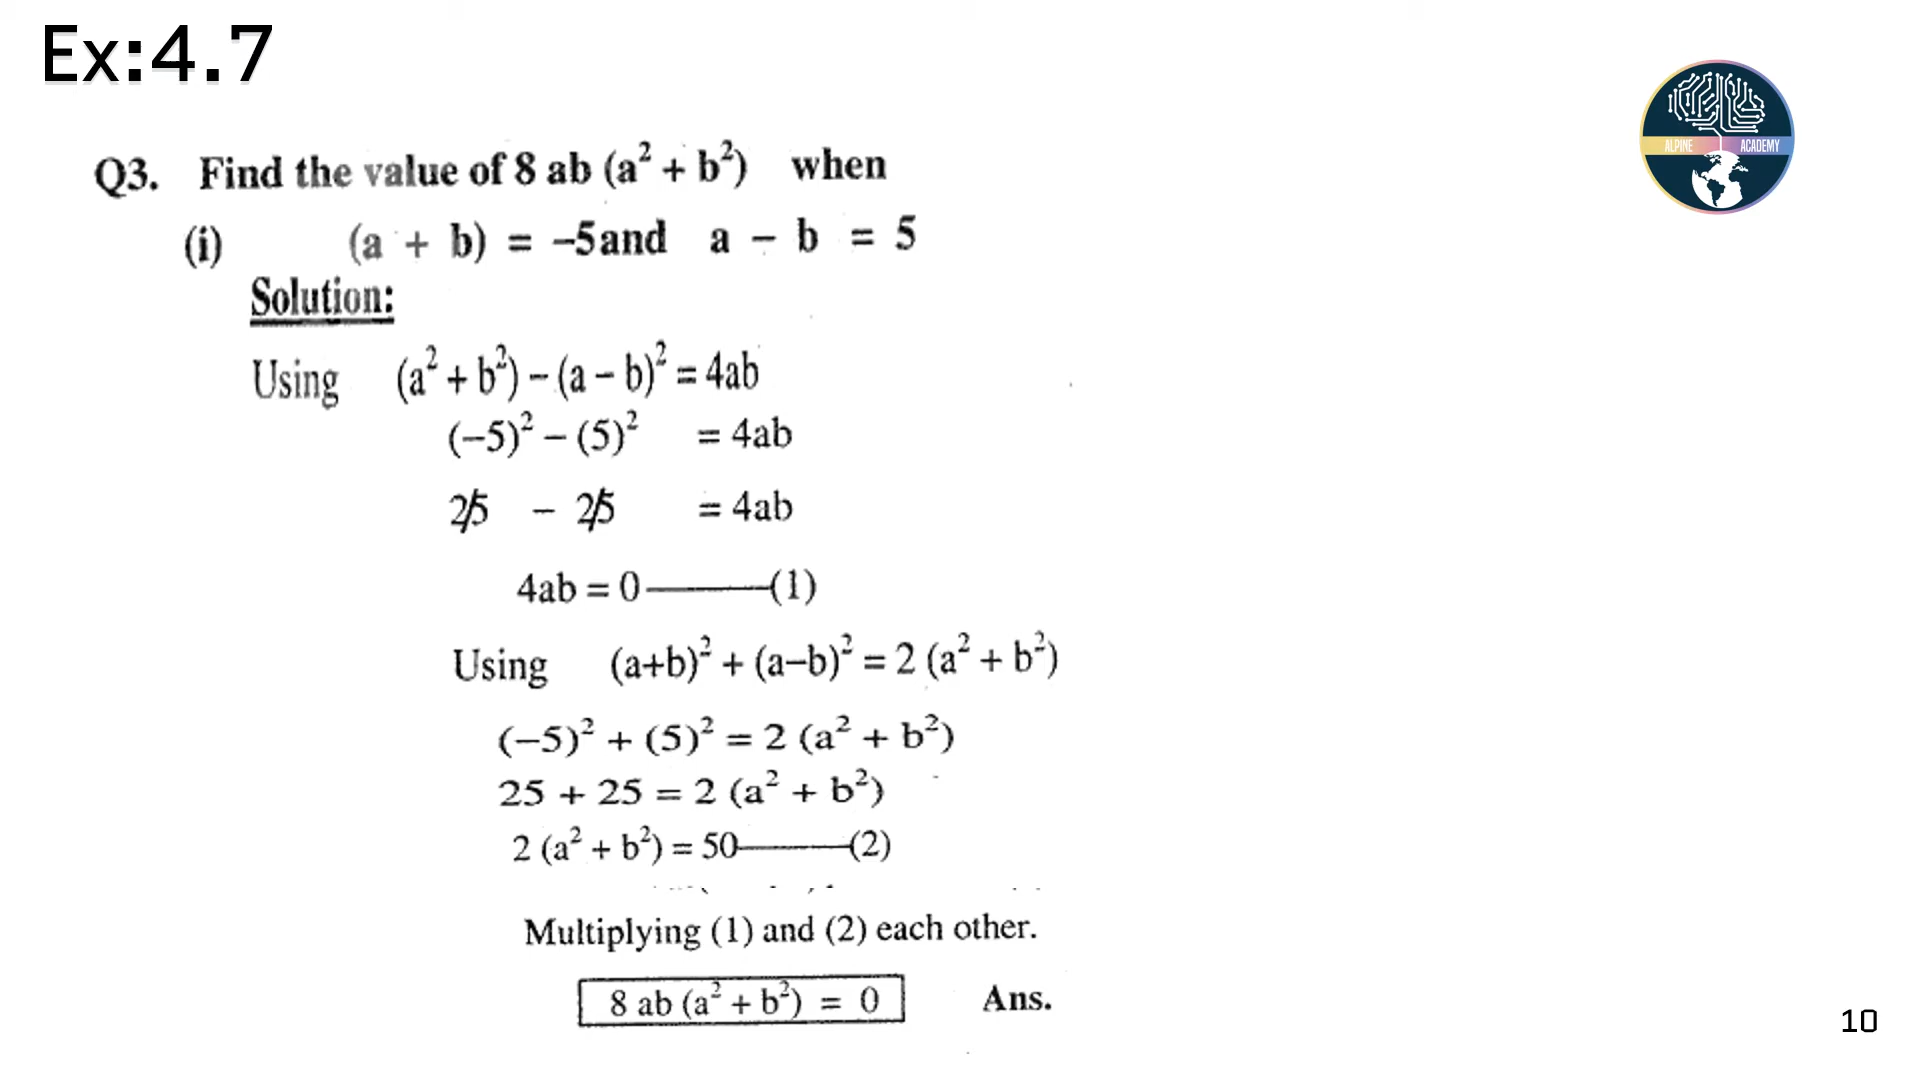 Ex:4.7
ALPINE ACADEMY
Q3. Find the value of 8 ab (a² + b²) when
(i) (a + b) = –5and a – b = 5
Solution:
Using (a² + b²) – (a – b)² = 4ab
(–5)² – (5)² = 4ab
25 – 25 = 4ab
4ab = 0———(1)
Using (a+b)² + (a–b)² = 2 (a² + b²)
(–5)² + (5)² = 2 (a² + b²)
25 + 25 = 2 (a² + b²)
2 (a² + b²) = 50———(2)
Multiplying (1) and (2) each other.
8 ab (a² + b²) = 0 Ans.
10